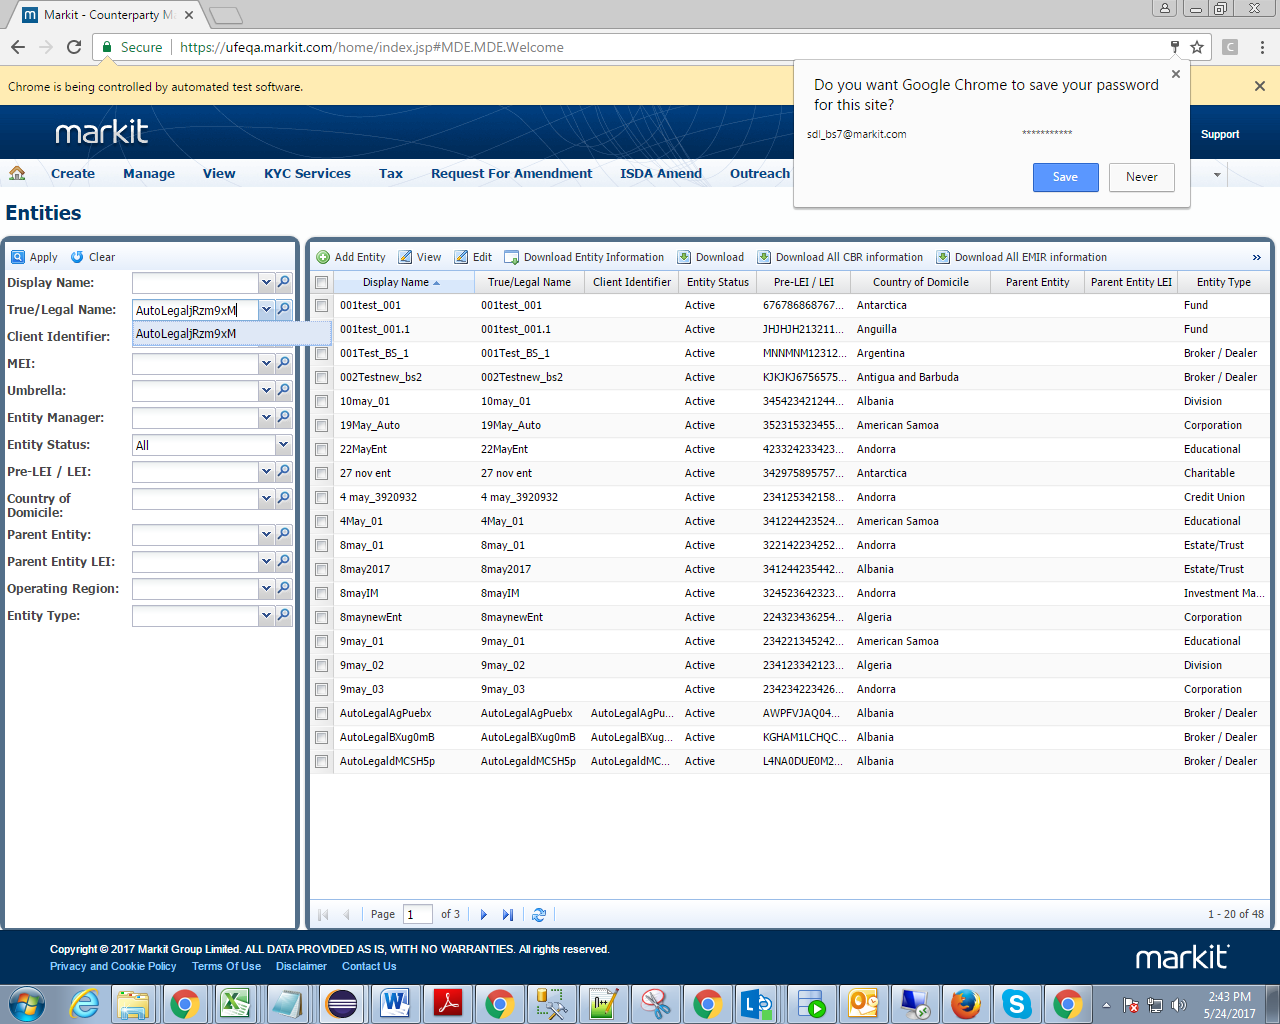 Markit - Counterparty Ma
Secure https://ufeqa.markit.com/home/index.jsp#MDE.MDE.Welcome
Chrome is being controlled by automated test software.
Do you want Google Chrome to save your password
for this site?
sdl_bs7@markit.com ***********
Save Never
markit
Support
Create Manage View KYC Services Tax Request For Amendment ISDA Amend Outreach
Entities
Apply Clear
Display Name:
True/Legal Name: AutoLegaljRzm9xM
AutoLegaljRzm9xM
Client Identifier:
MEI:
Umbrella:
Entity Manager:
Entity Status: All
Pre-LEI / LEI:
Country of
Domicile:
Parent Entity:
Parent Entity LEI:
Operating Region:
Entity Type:
Add Entity View Edit Download Entity Information Download Download All CBR information Download All EMIR information »
Display Name True/Legal Name Client Identifier Entity Status Pre-LEI / LEI Country of Domicile Parent Entity Parent Entity LEI Entity Type
001test_001 001test_001 Active 676786868767... Antarctica Fund
001test_001.1 001test_001.1 Active JHJHJH213211... Anguilla Fund
001Test_BS_1 001Test_BS_1 Active MNNMNM12312... Argentina Broker / Dealer
002Testnew_bs2 002Testnew_bs2 Active KJKJKJ6756575... Antigua and Barbuda Broker / Dealer
10may_01 10may_01 Active 345423421244... Albania Division
19May_Auto 19May_Auto Active 352315323455... American Samoa Corporation
22MayEnt 22MayEnt Active 423324233423... Andorra Educational
27 nov ent 27 nov ent Active 342975895757... Antarctica Charitable
4 may_3920932 4 may_3920932 Active 234125342158... Andorra Credit Union
4May_01 4May_01 Active 341224423524... American Samoa Educational
8may_01 8may_01 Active 322142234252... Andorra Estate/Trust
8may2017 8may2017 Active 341244235442... Albania Estate/Trust
8mayIM 8mayIM Active 324523642323... Andorra Investment Ma...
8maynewEnt 8maynewEnt Active 224323436254... Algeria Corporation
9may_01 9may_01 Active 234221345242... American Samoa Educational
9may_02 9may_02 Active 234123342123... Algeria Division
9may_03 9may_03 Active 234234223426... Andorra Corporation
AutoLegalAgPuebx AutoLegalAgPuebx AutoLegalAgPu... Active AWPFVJAQ04... Albania Broker / Dealer
AutoLegalBXug0mB AutoLegalBXug0mB AutoLegalBXug... Active KGHAM1LCHQC... Albania Broker / Dealer
AutoLegaldMCSH5p AutoLegaldMCSH5p AutoLegaldMC... Active L4NA0DUE0M2... Albania Broker / Dealer
Page 1 of 3 1 - 20 of 48
Copyright © 2017 Markit Group Limited. ALL DATA PROVIDED AS IS, WITH NO WARRANTIES. All rights reserved.
Privacy and Cookie Policy Terms Of Use Disclaimer Contact Us
markit
2:43 PM
5/24/2017